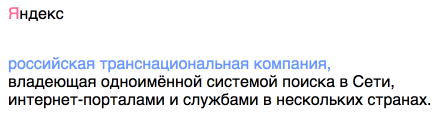 Яндекс
российская транснациональная компания,
владеющая одноимённой системой поиска в Сети,
интернет-порталами и службами в нескольких странах.